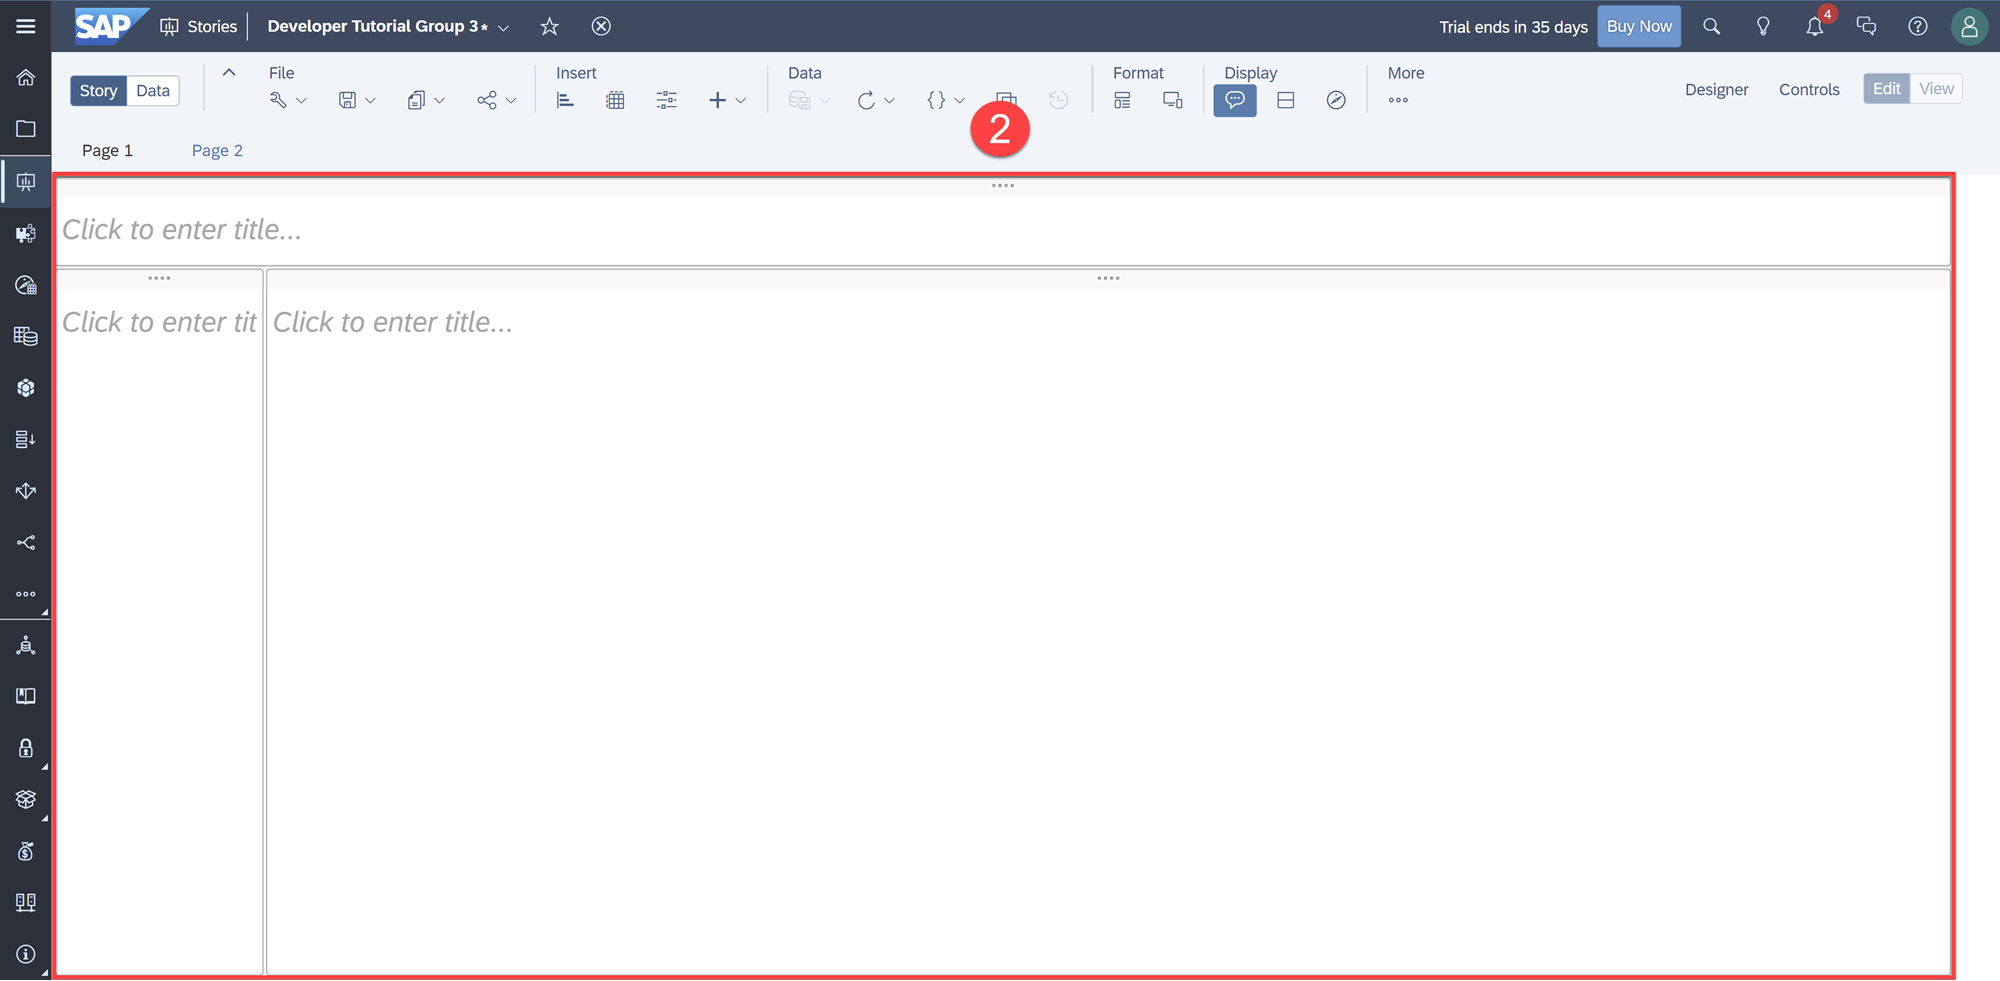 SAP Stories Developer Tutorial Group 3* Trial ends in 35 days Buy Now 4
File Insert Data Format Display More
Story Data Designer Controls Edit View
2
Page 1 Page 2
Click to enter title...
Click to enter tit Click to enter title...